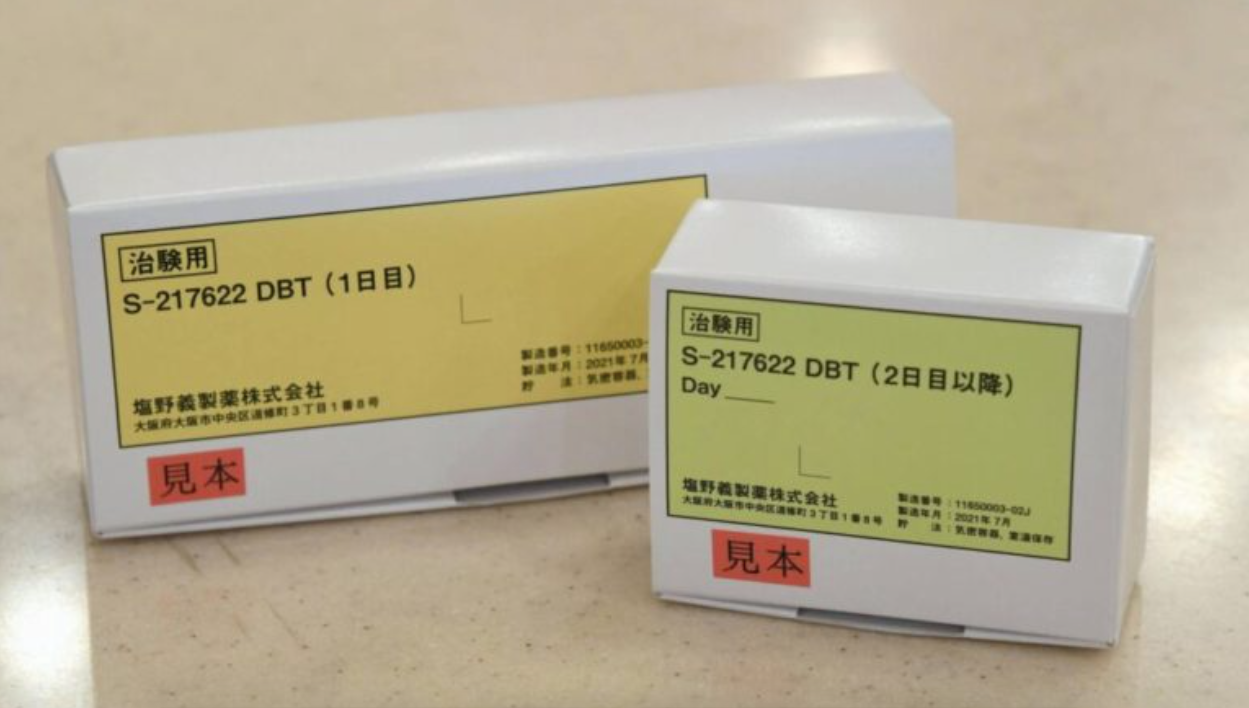 治験用
S-217622 DBT（1日目）
製造番号：11650003-
製造年月：2021年7月
貯　法：気密容器、
塩野義製薬株式会社
大阪府大阪市中央区道修町3丁目1番8号
見本
治験用
S-217622 DBT（2日目以降）
Day
塩野義製薬株式会社
大阪府大阪市中央区道修町3丁目1番8号
製造番号：11650003-02J
製造年月：2021年7月
貯　法：気密容器、室温保存
見本